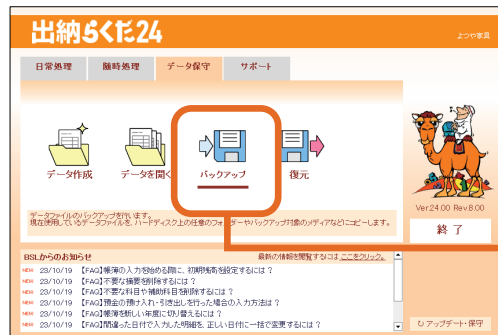 出納らくだ24
よつや家具
日常処理 随時処理 データ保守 サポート
データ作成 データを開く バックアップ 復元
データファイルのバックアップを行います。
現在使用しているデータファイルを、ハードディスク上の任意のフォルダーやバックアップ対象のメディアなどにコピーします。
Ver.24.00 Rev.8.00
終了
BSLからのお知らせ 最新の情報を閲覧するには ここをクリック。
NEW 23/10/19 【FAQ】帳簿の入力を始める際に、初期残高を設定するには？
NEW 23/10/19 【FAQ】不要な摘要を削除するには？
NEW 23/10/19 【FAQ】不要な科目や補助科目を削除するには？
NEW 23/10/19 【FAQ】預金の預け入れ・引き出しを行った場合の入力方法は？
NEW 23/10/19 【FAQ】帳簿を新しい年度に切り替えるには？
NEW 23/10/19 【FAQ】間違った日付で入力した明細を、正しい日付に一括で変更するには？
アップデート・保守